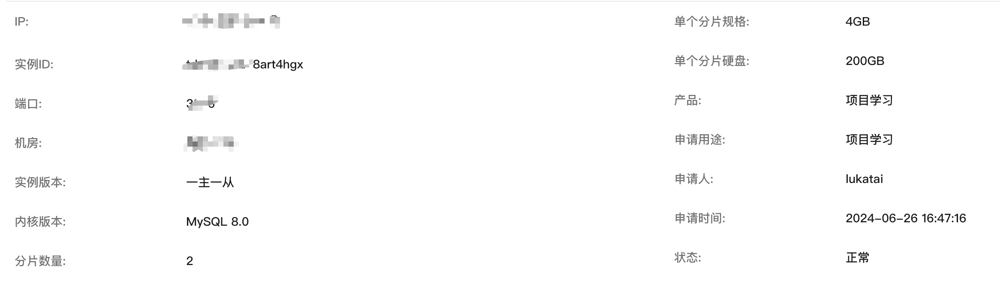 IP:
实例ID: 8art4hgx
端口:
机房:
实例版本: 一主一从
内核版本: MySQL 8.0
分片数量: 2
单个分片规格: 4GB
单个分片硬盘: 200GB
产品: 项目学习
申请用途: 项目学习
申请人: lukatai
申请时间: 2024-06-26 16:47:16
状态: 正常